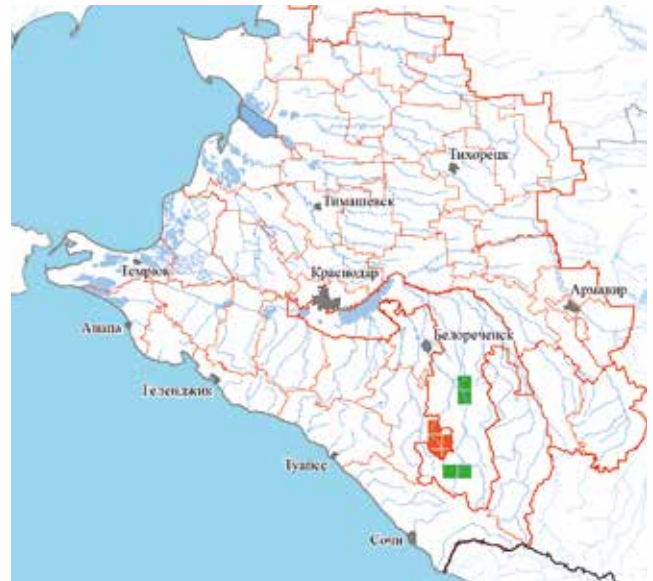 Тихорецк
Тимашевск
Темрюк
Краснодар
Армавир
Анапа
Белореченск
Геленджик
Туапсе
Сочи